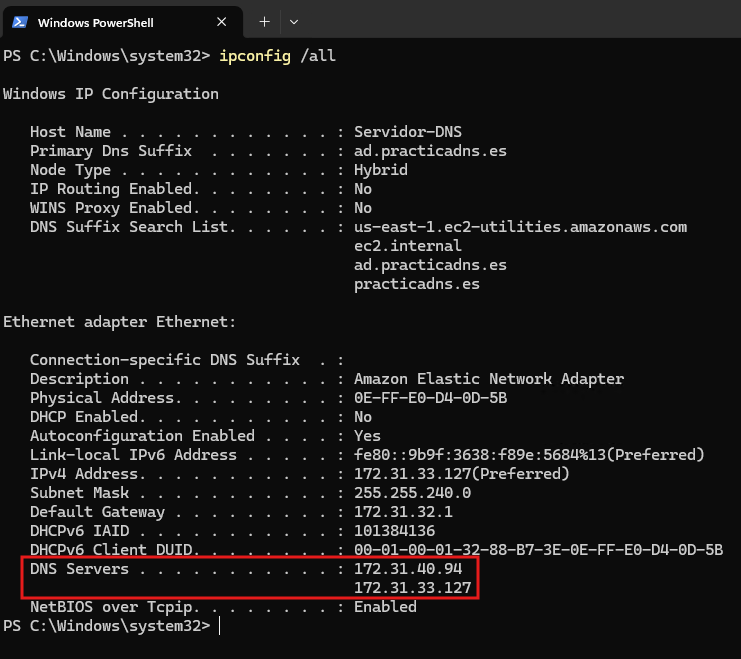 Windows PowerShell
PS C:\Windows\system32> ipconfig /all
Windows IP Configuration
Host Name . . . . . . . . . . . . : Servidor-DNS
Primary Dns Suffix  . . . . . . . : ad.practicadns.es
Node Type . . . . . . . . . . . . : Hybrid
IP Routing Enabled. . . . . . . . : No
WINS Proxy Enabled. . . . . . . . : No
DNS Suffix Search List. . . . . . : us-east-1.ec2-utilities.amazonaws.com
ec2.internal
ad.practicadns.es
practicadns.es
Ethernet adapter Ethernet:
Connection-specific DNS Suffix  . :
Description . . . . . . . . . . . : Amazon Elastic Network Adapter
Physical Address. . . . . . . . . : 0E-FF-E0-D4-0D-5B
DHCP Enabled. . . . . . . . . . . : No
Autoconfiguration Enabled . . . . : Yes
Link-local IPv6 Address . . . . . : fe80::9b9f:3638:f89e:5684%13(Preferred)
IPv4 Address. . . . . . . . . . . : 172.31.33.127(Preferred)
Subnet Mask . . . . . . . . . . . : 255.255.240.0
Default Gateway . . . . . . . . . : 172.31.32.1
DHCPv6 IAID . . . . . . . . . . . : 101384136
DHCPv6 Client DUID. . . . . . . . : 00-01-00-01-32-88-B7-3E-0E-FF-E0-D4-0D-5B
DNS Servers . . . . . . . . . . . : 172.31.40.94
172.31.33.127
NetBIOS over Tcpip. . . . . . . . : Enabled
PS C:\Windows\system32>